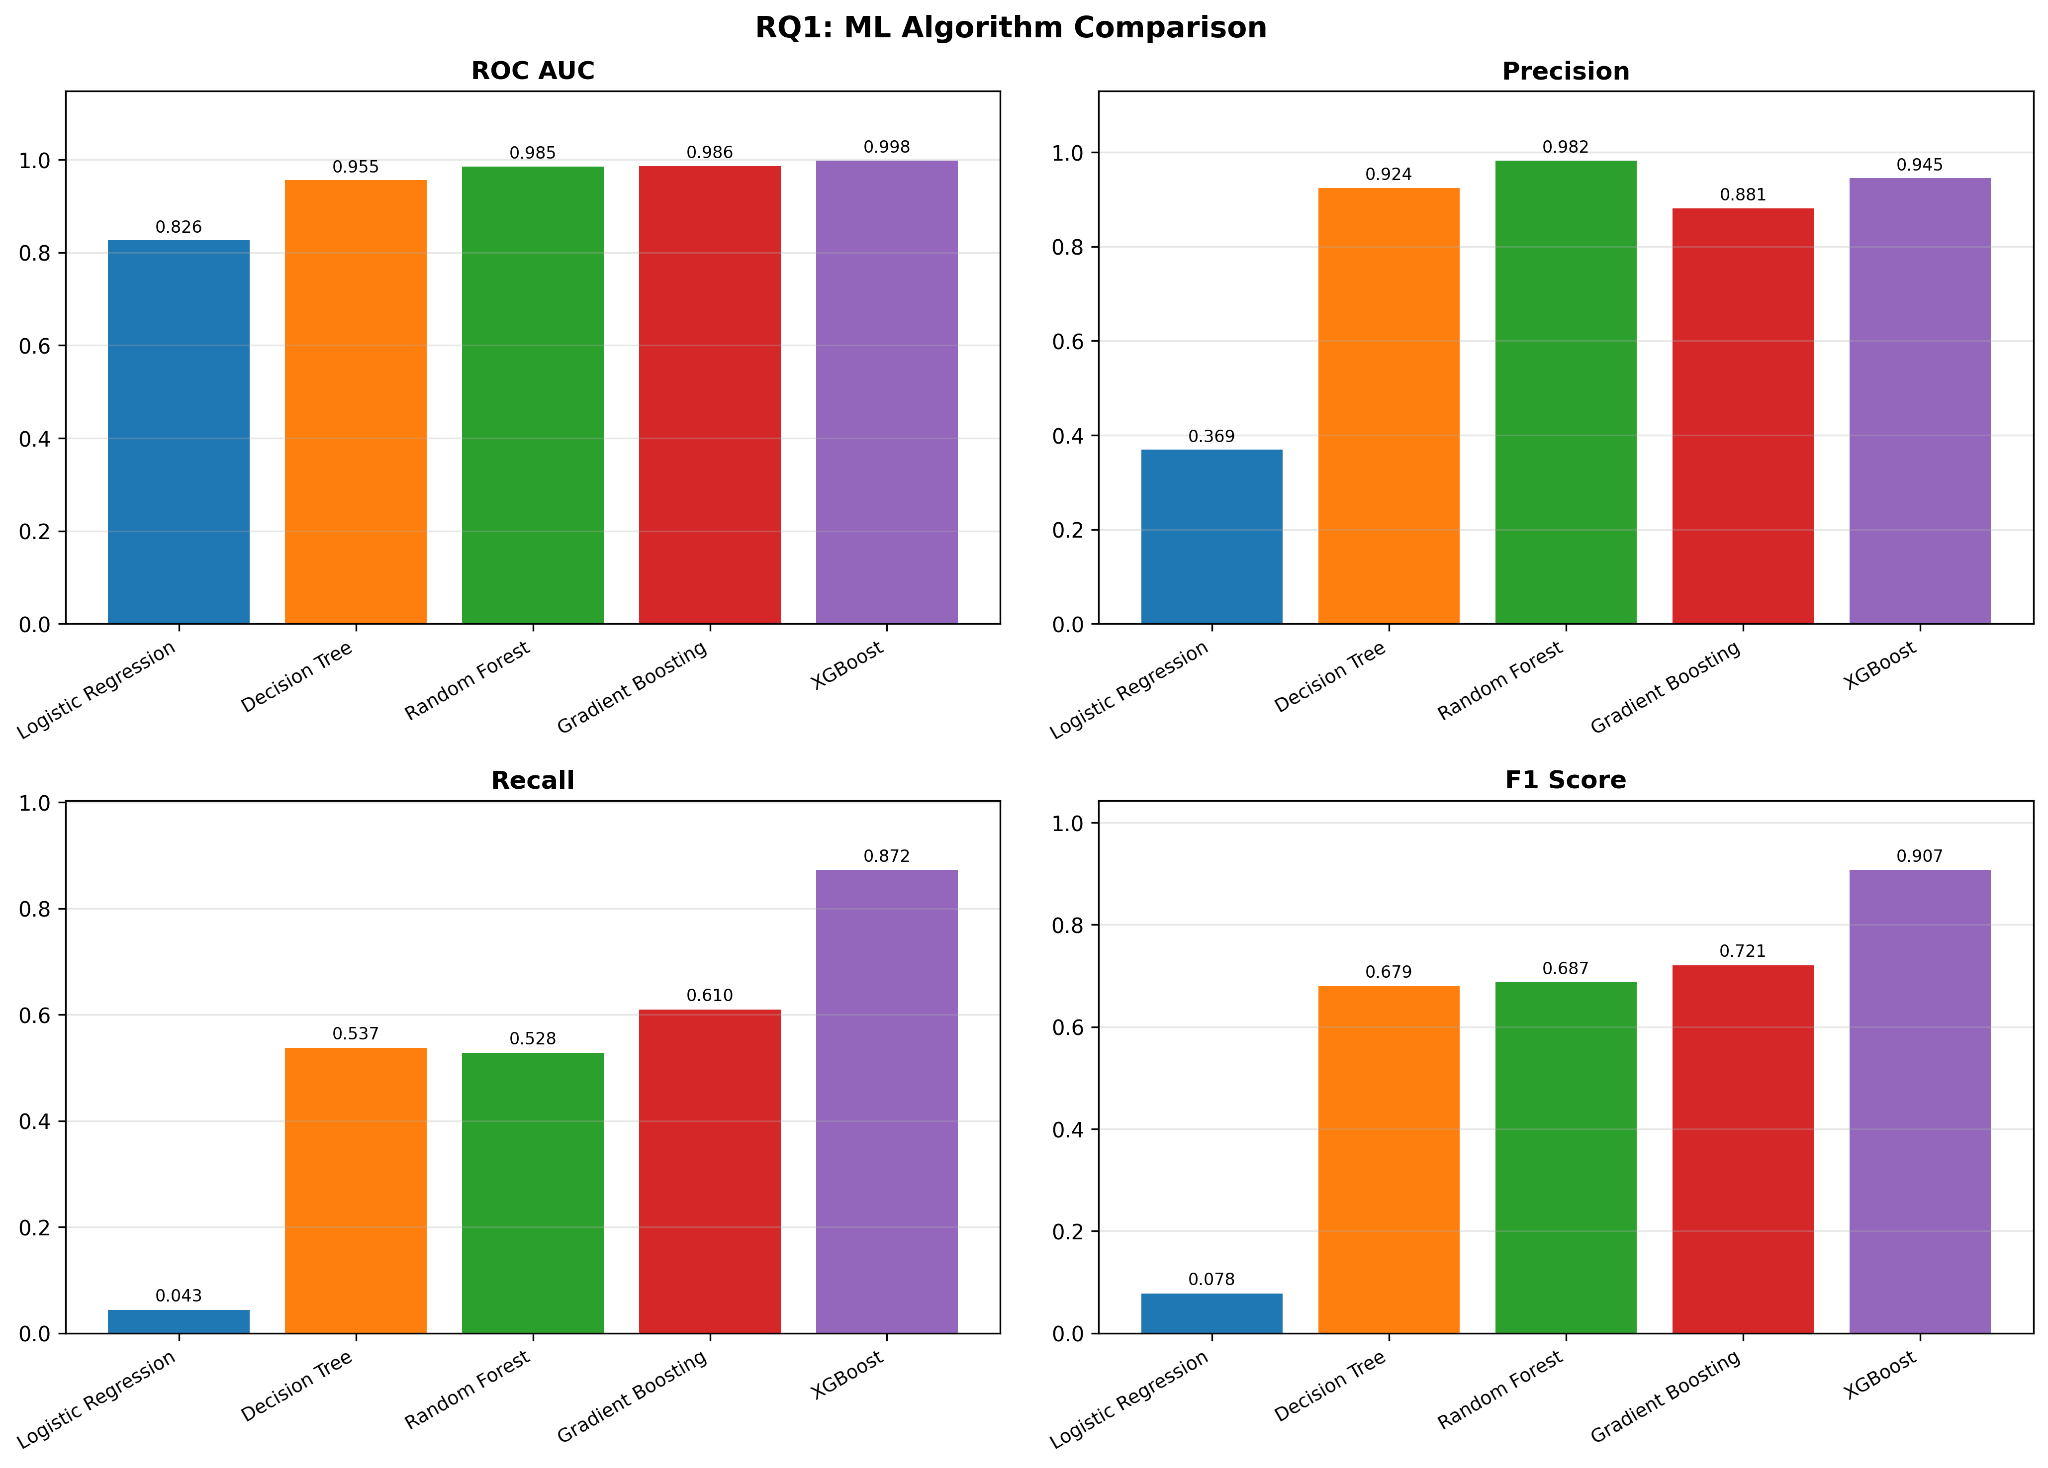 RQ1: ML Algorithm Comparison
ROC AUC
1.0
0.8
0.6
0.4
0.2
0.0
0.826
0.955
0.985
0.986
0.998
Logistic Regression
Decision Tree
Random Forest
Gradient Boosting
XGBoost
Precision
1.0
0.8
0.6
0.4
0.2
0.0
0.369
0.924
0.982
0.881
0.945
Logistic Regression
Decision Tree
Random Forest
Gradient Boosting
XGBoost
Recall
1.0
0.8
0.6
0.4
0.2
0.0
0.043
0.537
0.528
0.610
0.872
Logistic Regression
Decision Tree
Random Forest
Gradient Boosting
XGBoost
F1 Score
1.0
0.8
0.6
0.4
0.2
0.0
0.078
0.679
0.687
0.721
0.907
Logistic Regression
Decision Tree
Random Forest
Gradient Boosting
XGBoost